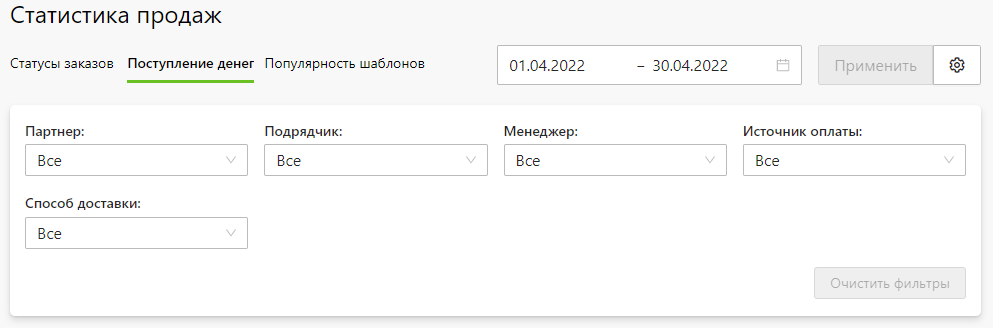 Статистика продаж
Статусы заказов Поступление денег Популярность шаблонов 01.04.2022 – 30.04.2022 Применить
Партнер: Подрядчик: Менеджер: Источник оплаты:
Все Все Все Все
Способ доставки:
Все
Очистить фильтры